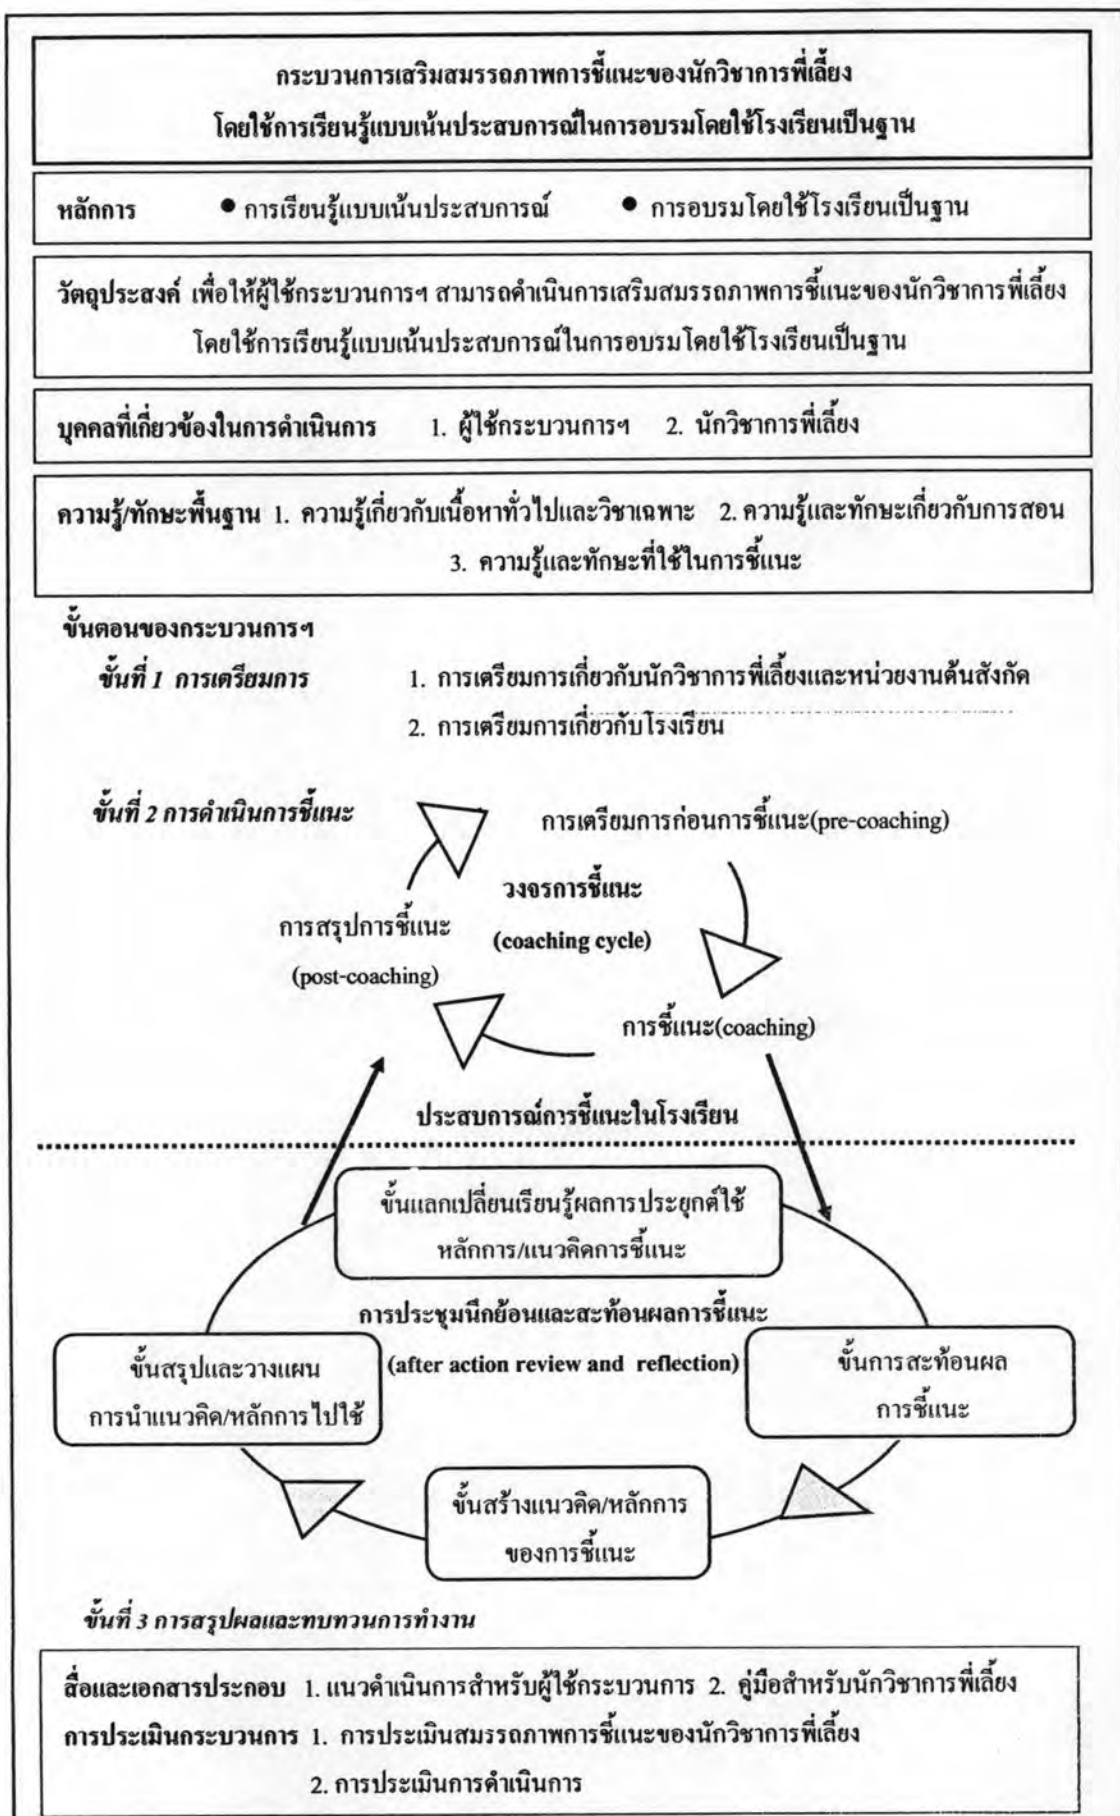 กระบวนการเสริมสมรรถภาพการชี้แนะของนักวิชาการพี่เลี้ยง
โดยใช้การเรียนรู้แบบเน้นประสบการณ์ในการอบรมโดยใช้โรงเรียนเป็นฐาน
หลักการ ● การเรียนรู้แบบเน้นประสบการณ์ ● การอบรมโดยใช้โรงเรียนเป็นฐาน
วัตถุประสงค์ เพื่อให้ผู้ใช้กระบวนการฯ สามารถดำเนินการเสริมสมรรถภาพการชี้แนะของนักวิชาการพี่เลี้ยง
โดยใช้การเรียนรู้แบบเน้นประสบการณ์ในการอบรมโดยใช้โรงเรียนเป็นฐาน
บุคคลที่เกี่ยวข้องในการดำเนินการ 1. ผู้ใช้กระบวนการฯ 2. นักวิชาการพี่เลี้ยง
ความรู้/ทักษะพื้นฐาน 1. ความรู้เกี่ยวกับเนื้อหาทั่วไปและวิชาเฉพาะ 2. ความรู้และทักษะเกี่ยวกับการสอน
3. ความรู้และทักษะที่ใช้ในการชี้แนะ
ขั้นตอนของกระบวนการฯ
ขั้นที่ 1 การเตรียมการ 1. การเตรียมการเกี่ยวกับนักวิชาการพี่เลี้ยงและหน่วยงานต้นสังกัด
2. การเตรียมการเกี่ยวกับโรงเรียน
ขั้นที่ 2 การดำเนินการชี้แนะ
การเตรียมการก่อนการชี้แนะ(pre-coaching)
วงจรการชี้แนะ
(coaching cycle)
การสรุปการชี้แนะ
(post-coaching)
การชี้แนะ(coaching)
ประสบการณ์การชี้แนะในโรงเรียน
ขั้นแลกเปลี่ยนเรียนรู้ผลการประยุกต์ใช้
หลักการ/แนวคิดการชี้แนะ
การประชุมนึกย้อนและสะท้อนผลการชี้แนะ
(after action review and reflection)
ขั้นสรุปและวางแผน
การนำแนวคิด/หลักการไปใช้
ขั้นการสะท้อนผล
การชี้แนะ
ขั้นสร้างแนวคิด/หลักการ
ของการชี้แนะ
ขั้นที่ 3 การสรุปผลและทบทวนการทำงาน
สื่อและเอกสารประกอบ 1. แนวดำเนินการสำหรับผู้ใช้กระบวนการ 2. คู่มือสำหรับนักวิชาการพี่เลี้ยง
การประเมินกระบวนการ 1. การประเมินสมรรถภาพการชี้แนะของนักวิชาการพี่เลี้ยง
2. การประเมินการดำเนินการ